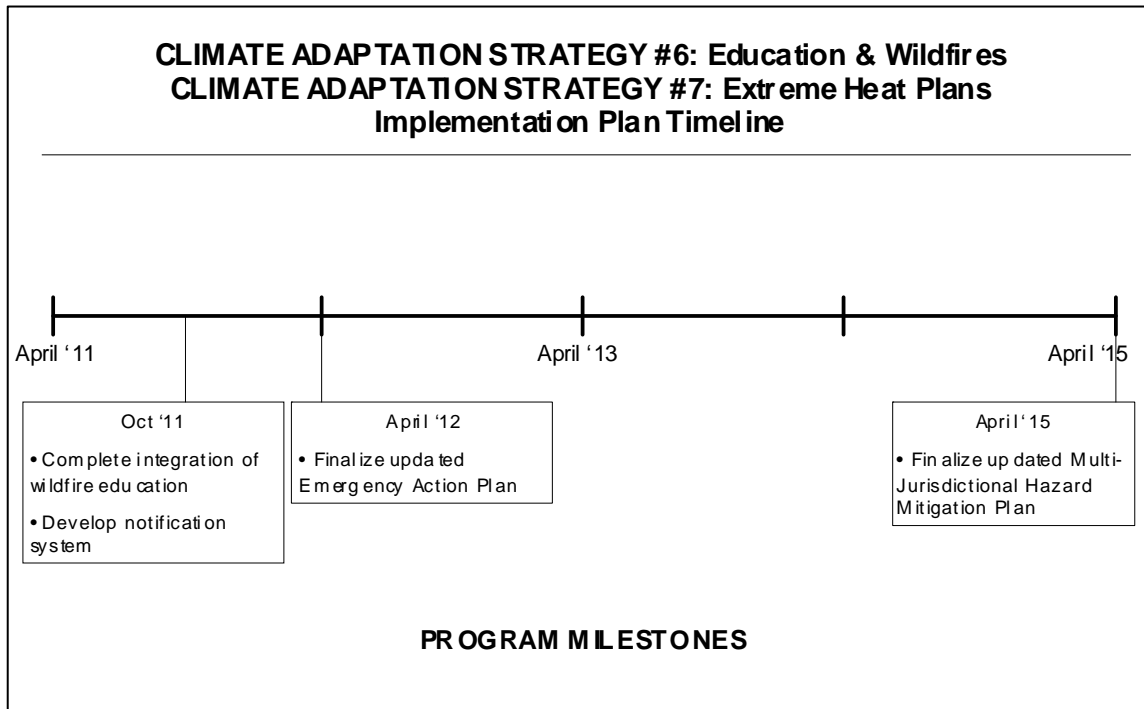 CLIMATE ADAPTATION STRATEGY #6: Education & Wildfires
CLIMATE ADAPTATION STRATEGY #7: Extreme Heat Plans
Implementation Plan Timeline
April ‘11
April ‘13
April ‘15
Oct ‘11
• Complete integration of
wildfire education
• Develop notification
system
April ‘12
• Finalize updated
Emergency Action Plan
April ‘15
• Finalize updated Multi-
Jurisdictional Hazard
Mitigation Plan
PROGRAM MILESTONES